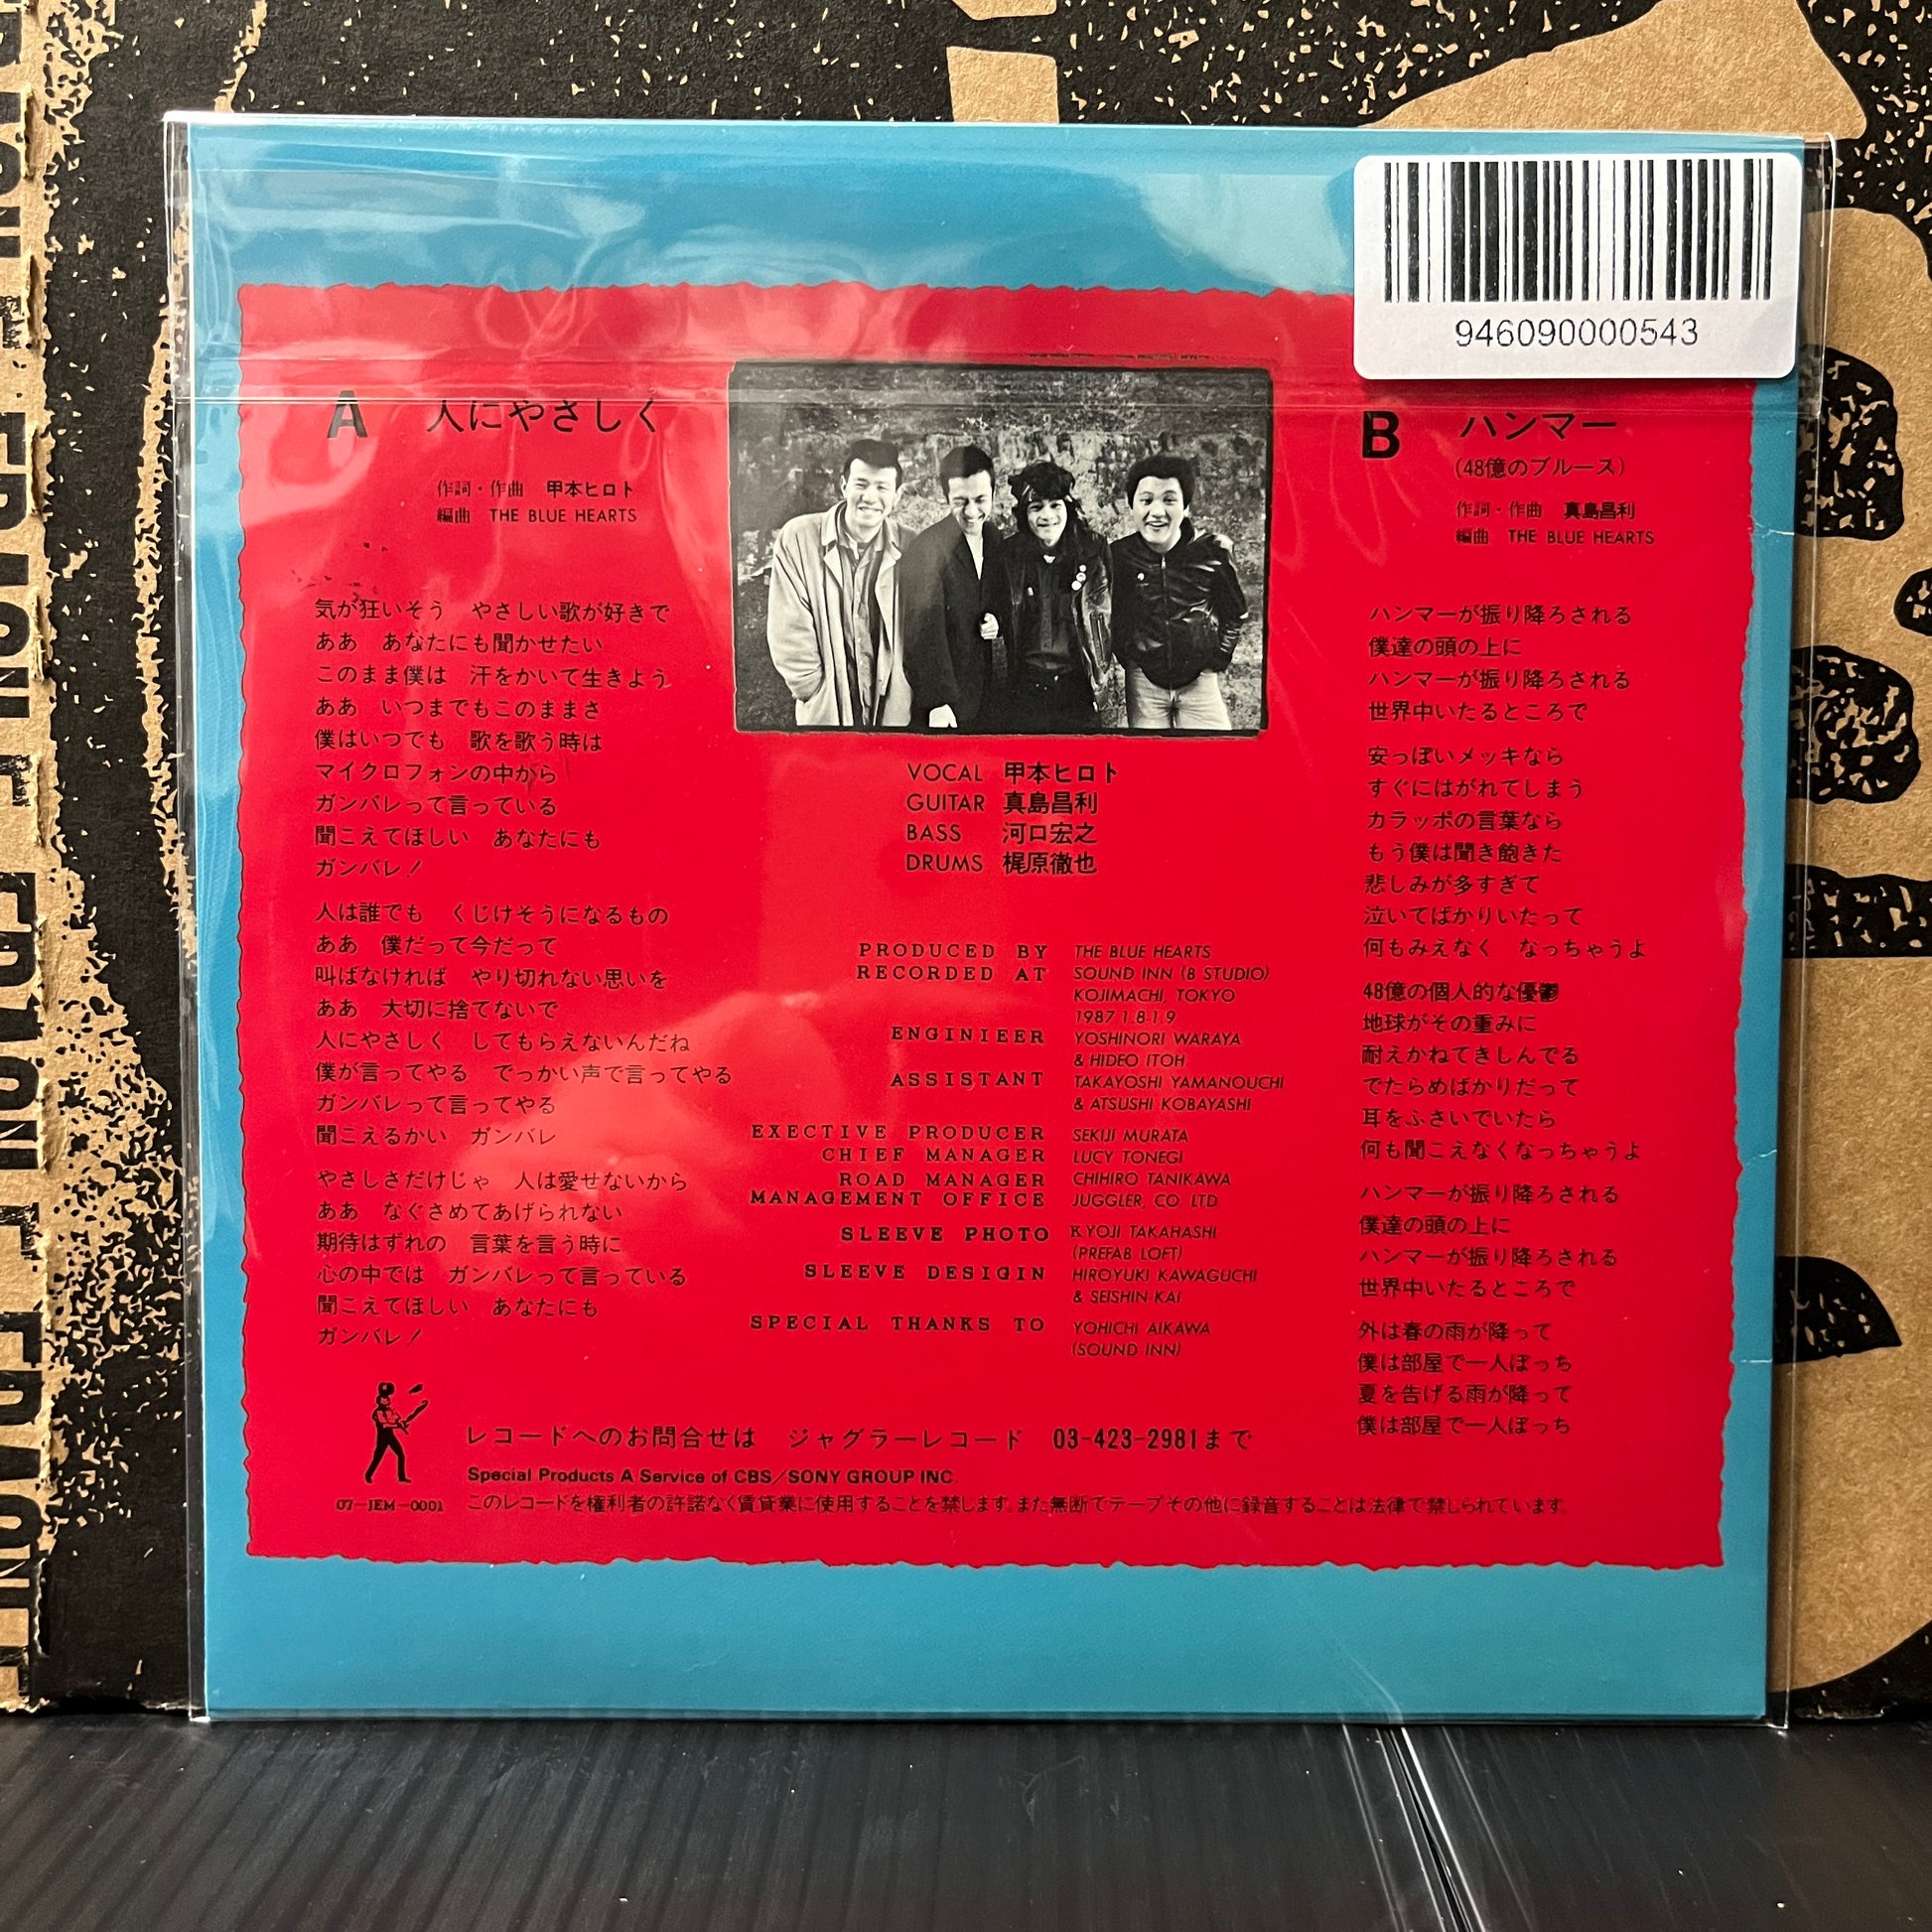 946090000543
A 人にやさしく
作詞・作曲 甲本ヒロト
編曲 THE BLUE HEARTS
気が狂いそう やさしい歌が好きで
ああ あなたにも聞かせたい
このまま僕は 汗をかいて生きよう
ああ いつまでもこのままさ
僕はいつでも 歌を歌う時は
マイクロフォンの中から
ガンバレって言っている
聞こえてほしい あなたにも
ガンバレ!
人は誰でも くじけそうになるもの
ああ 僕だって今だって
叫ばなければ やり切れない思いを
ああ 大切に捨てないで
人にやさしく してもらえないんだね
僕が言ってやる でっかい声で言ってやる
ガンバレって言ってやる
聞こえるかい ガンバレ
やさしさだけじゃ 人は愛せないから
ああ なぐさめてあげられない
期待はずれの 言葉を言う時に
心の中では ガンバレって言っている
聞こえてほしい あなたにも
ガンバレ!
VOCAL 甲本ヒロト
GUITAR 真島昌利
BASS 河口宏之
DRUMS 梶原徹也
PRODUCED BY THE BLUE HEARTS
RECORDED AT SOUND INN (B STUDIO)
KOJIMACHI, TOKYO
1987 1.8-1.9
ENGINIEER YOSHINORI WARAYA
& HIDEO ITOH
ASSISTANT TAKAYOSHI YAMANOUCHI
& ATSUSHI KOBAYASHI
EXECTIVE PRODUCER SEKIJI MURATA
CHIEF MANAGER LUCY TONEGI
ROAD MANAGER CHIHIRO TANIKAWA
MANAGEMENT OFFICE JUGGLER, CO LTD
SLEEVE PHOTO KYOJI TAKAHASHI
(PREFAB LOFT)
SLEEVE DESIGIN HIROYUKI KAWAGUCHI
& SEISHIN KAI
SPECIAL THANKS TO YOHICHI AIKAWA
(SOUND INN)
B ハンマー
(48億のブルース)
作詞・作曲 真島昌利
編曲 THE BLUE HEARTS
ハンマーが振り降ろされる
僕達の頭の上に
ハンマーが振り降ろされる
世界中いたるところで
安っぽいメッキなら
すぐにはがれてしまう
カラッポの言葉なら
もう僕は聞き飽きた
悲しみが多すぎて
泣いてばかりいたって
何もみえなく なっちゃうよ
48億の個人的な憂鬱
地球がその重みに
耐えかねてきしんでる
でたらめばかりだって
耳をふさいでいたら
何も聞こえなくなっちゃうよ
ハンマーが振り降ろされる
僕達の頭の上に
ハンマーが振り降ろされる
世界中いたるところで
外は春の雨が降って
僕は部屋で一人ぼっち
夏を告げる雨が降って
僕は部屋で一人ぼっち
レコードへのお問合せは ジャグラーレコード 03-423-2981まで
Special Products A Service of CBS/SONY GROUP INC.
07-JEM-0001 このレコードを権利者の許諾なく賃貸業に使用することを禁じます。また無断でテープその他に録音することは法律で禁じられています。